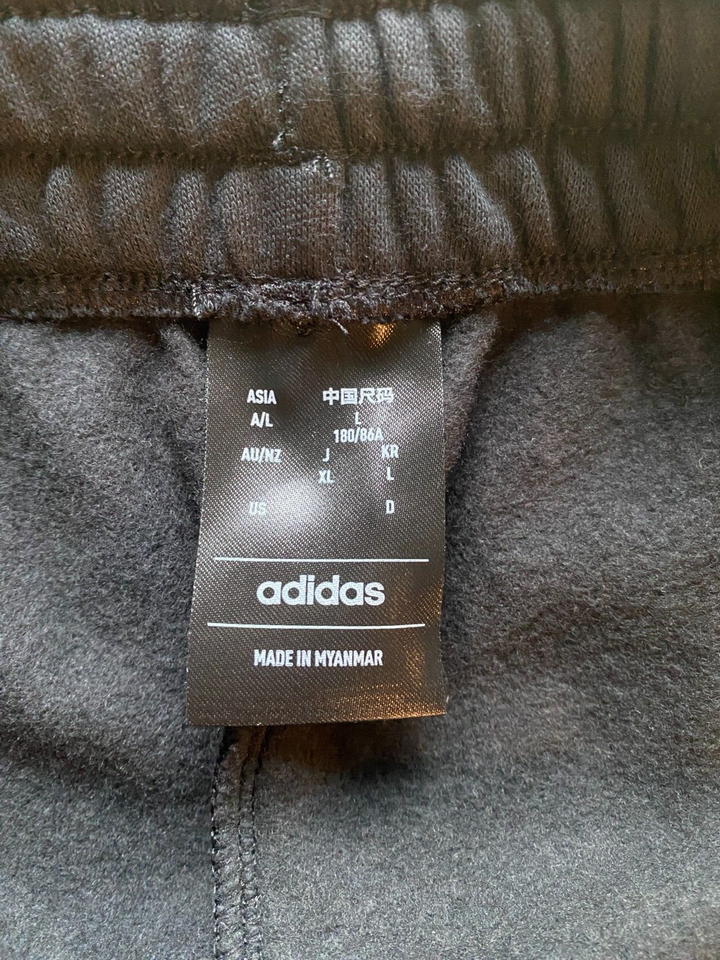 ASIA 中国尺码
A/L L
180/86A
AU/NZ J KR
XL L
US D
adidas
MADE IN MYANMAR